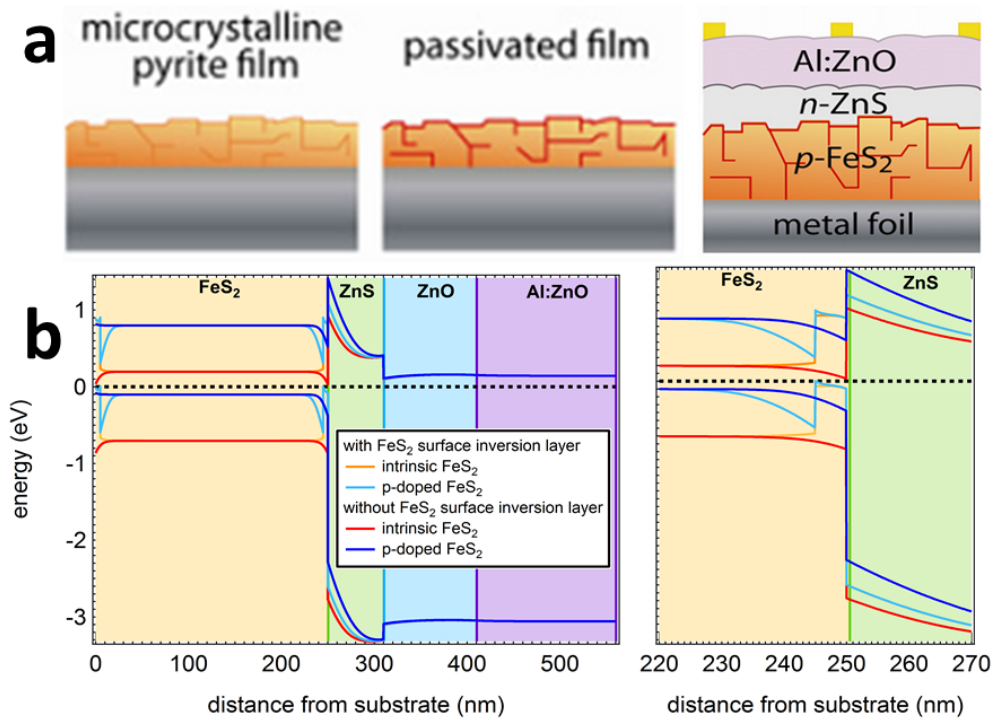 a
microcrystalline
pyrite film
passivated film
Al:ZnO
n-ZnS
p-FeS₂
metal foil
b
FeS₂
ZnS
ZnO
Al:ZnO
FeS₂
ZnS
1
0
-1
-2
-3
energy (eV)
with FeS₂ surface inversion layer
intrinsic FeS₂
p-doped FeS₂
without FeS₂ surface inversion layer
intrinsic FeS₂
p-doped FeS₂
0 100 200 300 400 500
220 230 240 250 260 270
distance from substrate (nm)
distance from substrate (nm)